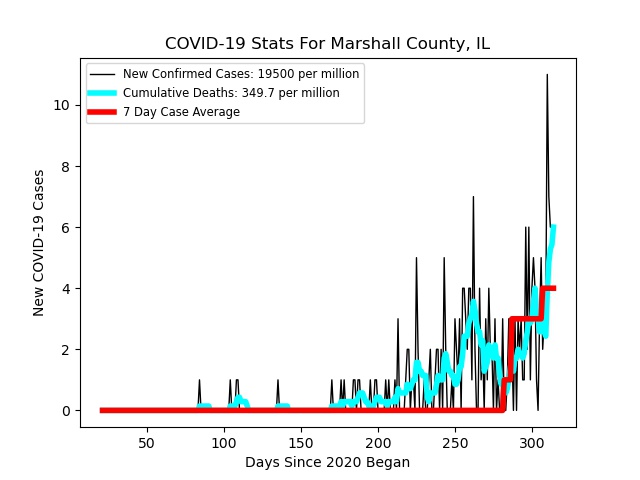 COVID-19 Stats For Marshall County, IL
New Confirmed Cases: 19500 per million
Cumulative Deaths: 349.7 per million
7 Day Case Average
New COVID-19 Cases
10
8
6
4
2
0
50 100 150 200 250 300
Days Since 2020 Began